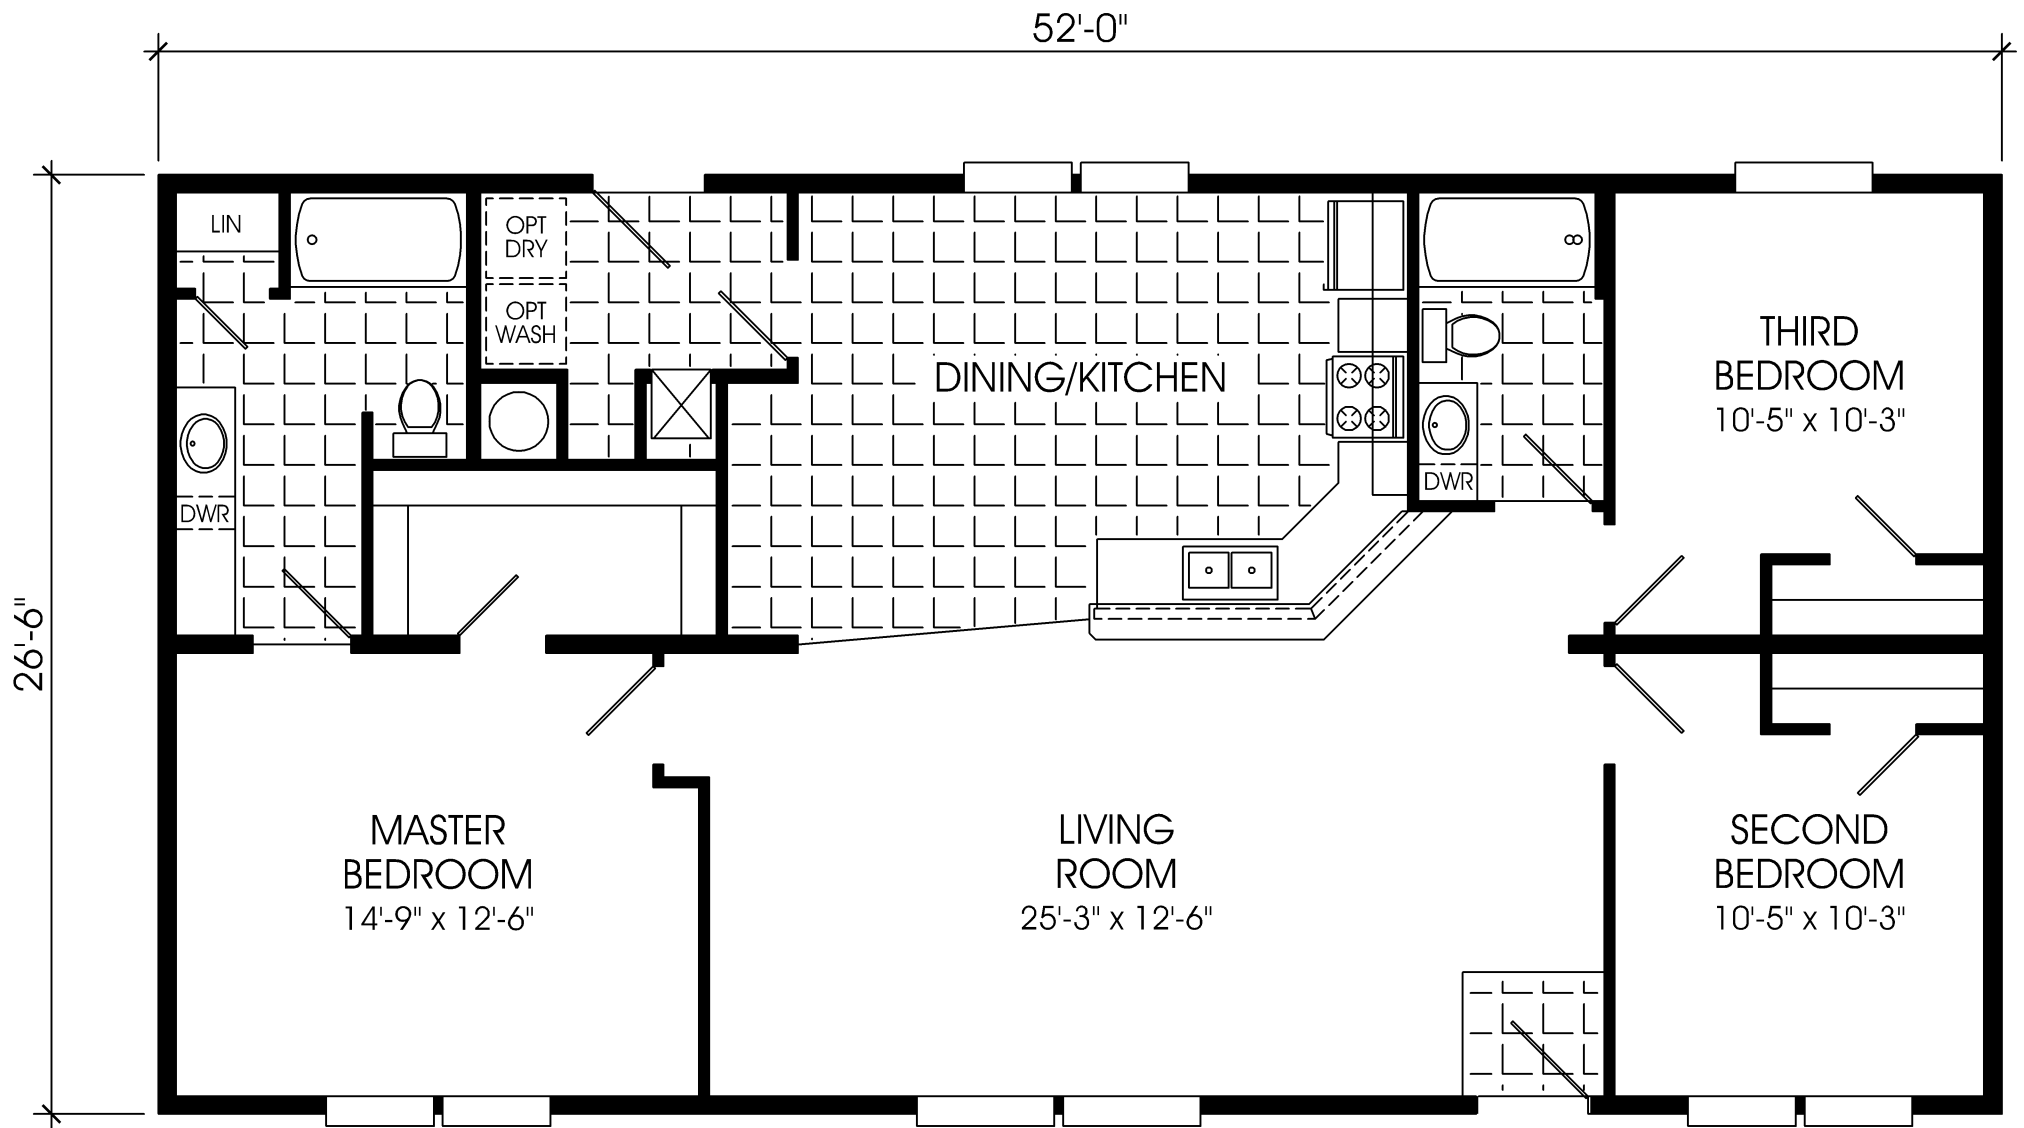 52'-0"
LIN
OPT
DRY
OPT
WASH
DINING/KITCHEN
THIRD
BEDROOM
10'-5" x 10'-3"
DWR
DWR
26'-6"
MASTER
BEDROOM
14'-9" x 12'-6"
LIVING
ROOM
25'-3" x 12'-6"
SECOND
BEDROOM
10'-5" x 10'-3"